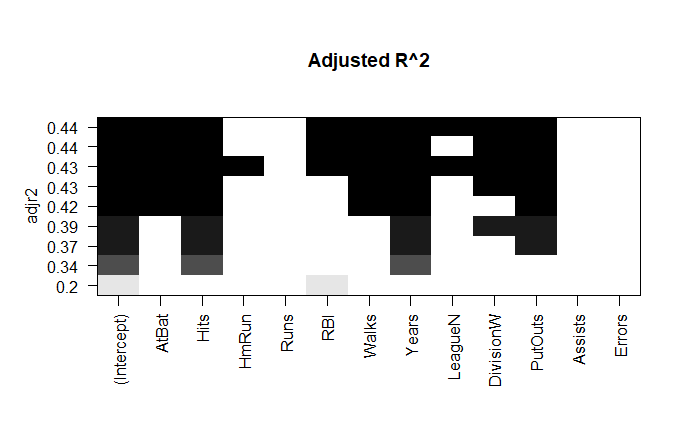 Adjusted R^2
adjr2
0.44
0.44
0.43
0.43
0.42
0.39
0.37
0.34
0.2
(Intercept)
AtBat
Hits
HmRun
Runs
RBI
Walks
Years
LeagueN
DivisionW
PutOuts
Assists
Errors